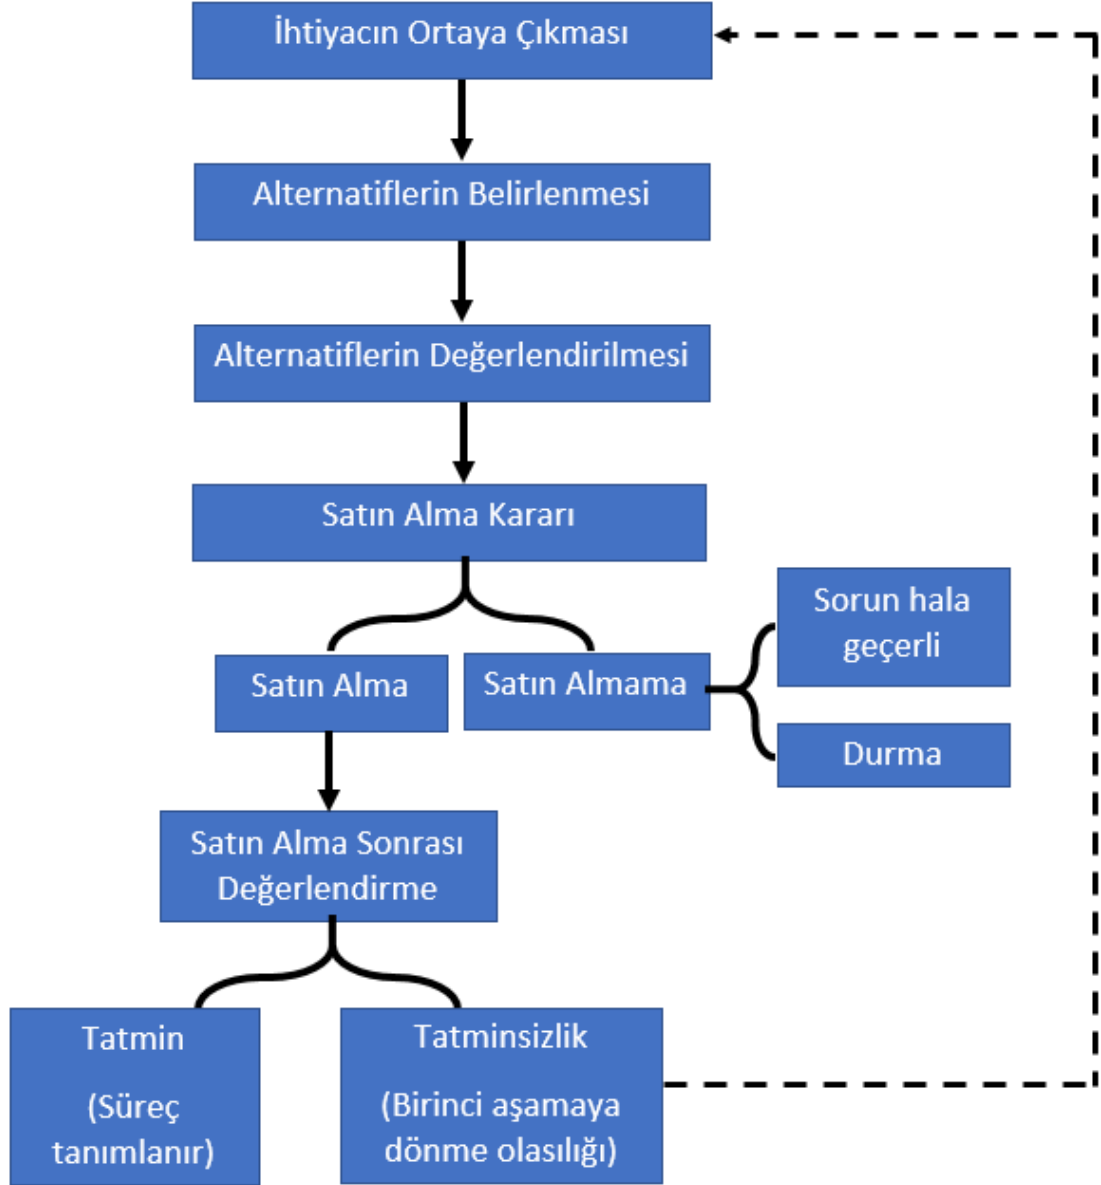 İhtiyacın Ortaya Çıkması
Alternatiflerin Belirlenmesi
Alternatiflerin Değerlendirilmesi
Satın Alma Kararı
Satın Alma
Satın Almama
Sorun hala
geçerli
Durma
Satın Alma Sonrası
Değerlendirme
Tatmin
(Süreç
tanımlanır)
Tatminsizlik
(Birinci aşamaya
dönme olasılığı)